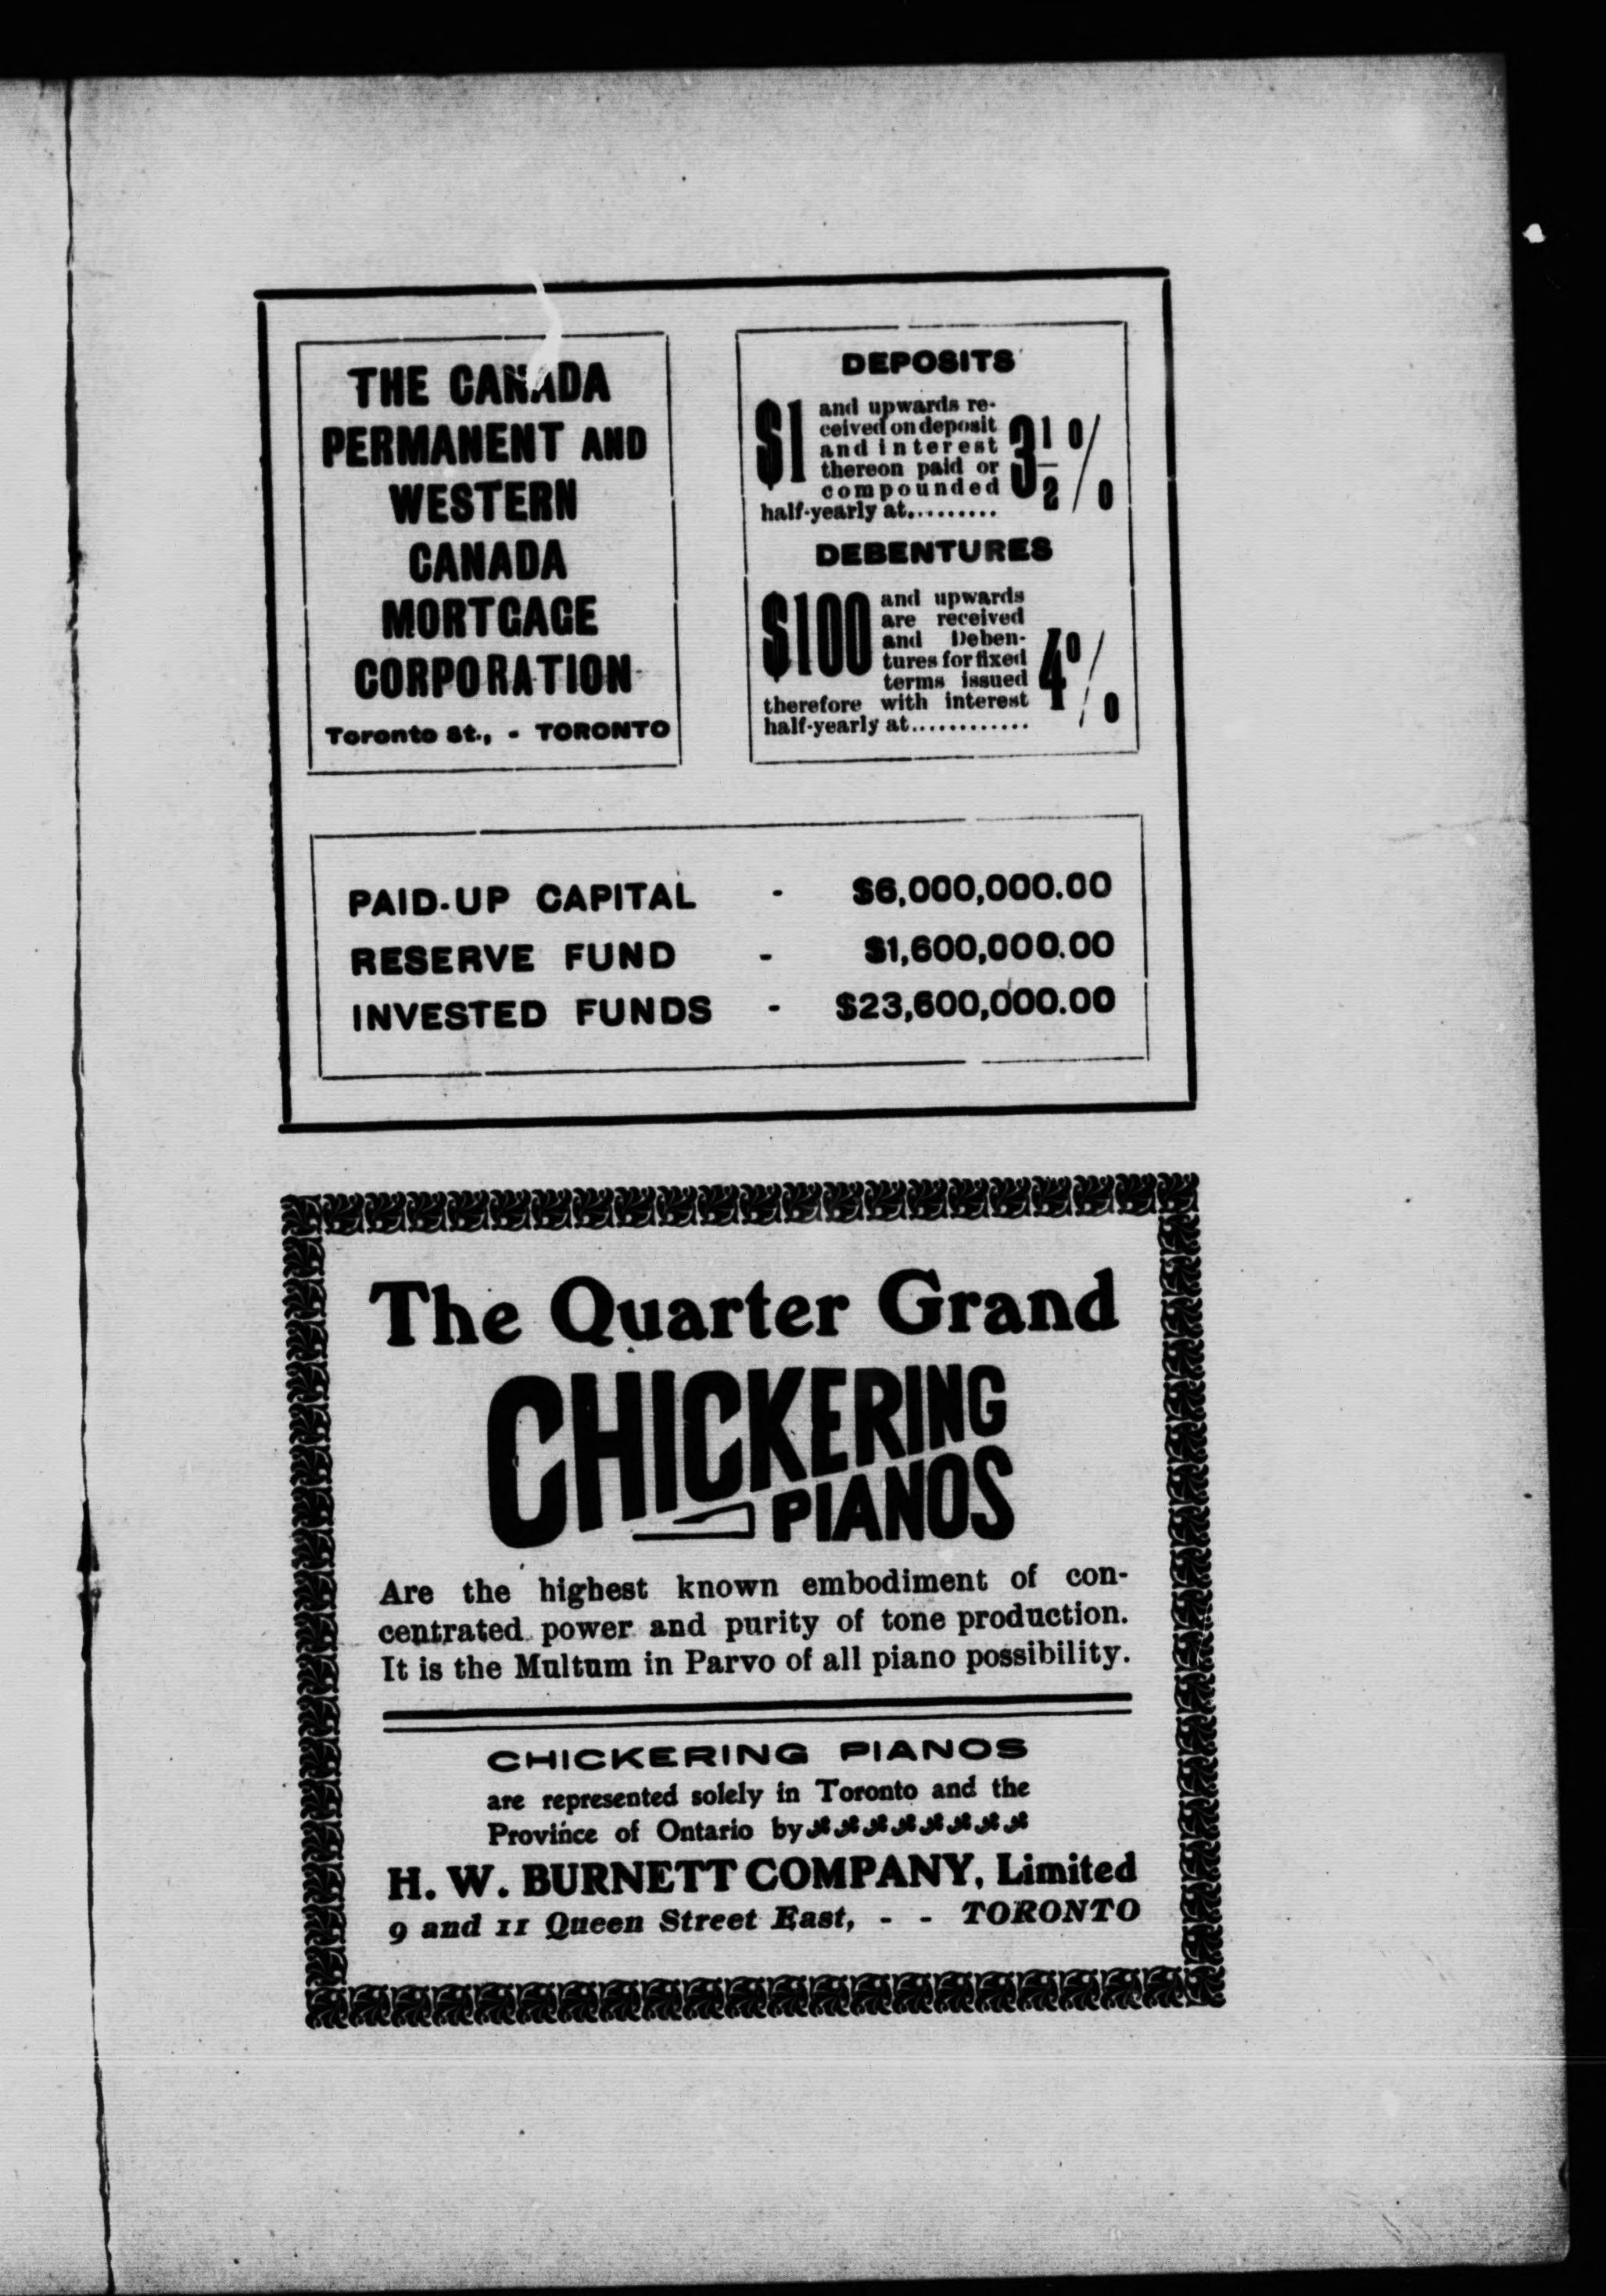 THE CANADA
PERMANENT AND
WESTERN
CANADA
MORTGAGE
CORPORATION
Toronto St., - TORONTO
DEPOSITS
$1 and upwards re-
ceived on deposit
and interest
thereon paid or
compounded
half-yearly at......... 3½%
DEBENTURES
$100 and upwards
are received
and Deben-
tures for fixed
terms issued
therefore with interest
half-yearly at............ 4%
PAID-UP CAPITAL - $6,000,000.00
RESERVE FUND - $1,600,000.00
INVESTED FUNDS - $23,600,000.00
The Quarter Grand
CHICKERING
PIANOS
Are the highest known embodiment of con-
centrated power and purity of tone production.
It is the Multum in Parvo of all piano possibility.
CHICKERING PIANOS
are represented solely in Toronto and the
Province of Ontario by
H. W. BURNETT COMPANY, Limited
9 and 11 Queen Street East, - - TORONTO